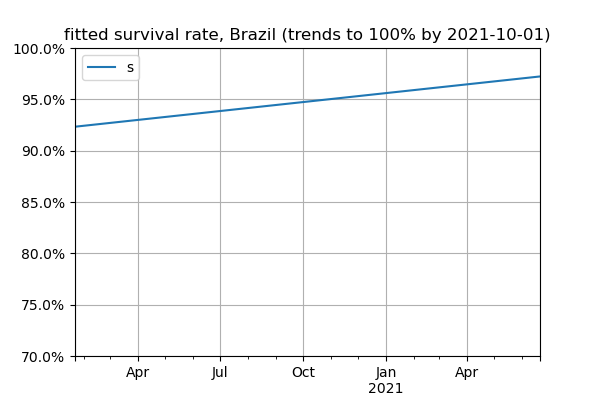 fitted survival rate, Brazil (trends to 100% by 2021-10-01)
100.0%
s
95.0%
90.0%
85.0%
80.0%
75.0%
70.0%
Apr Jul Oct Jan Apr
2021